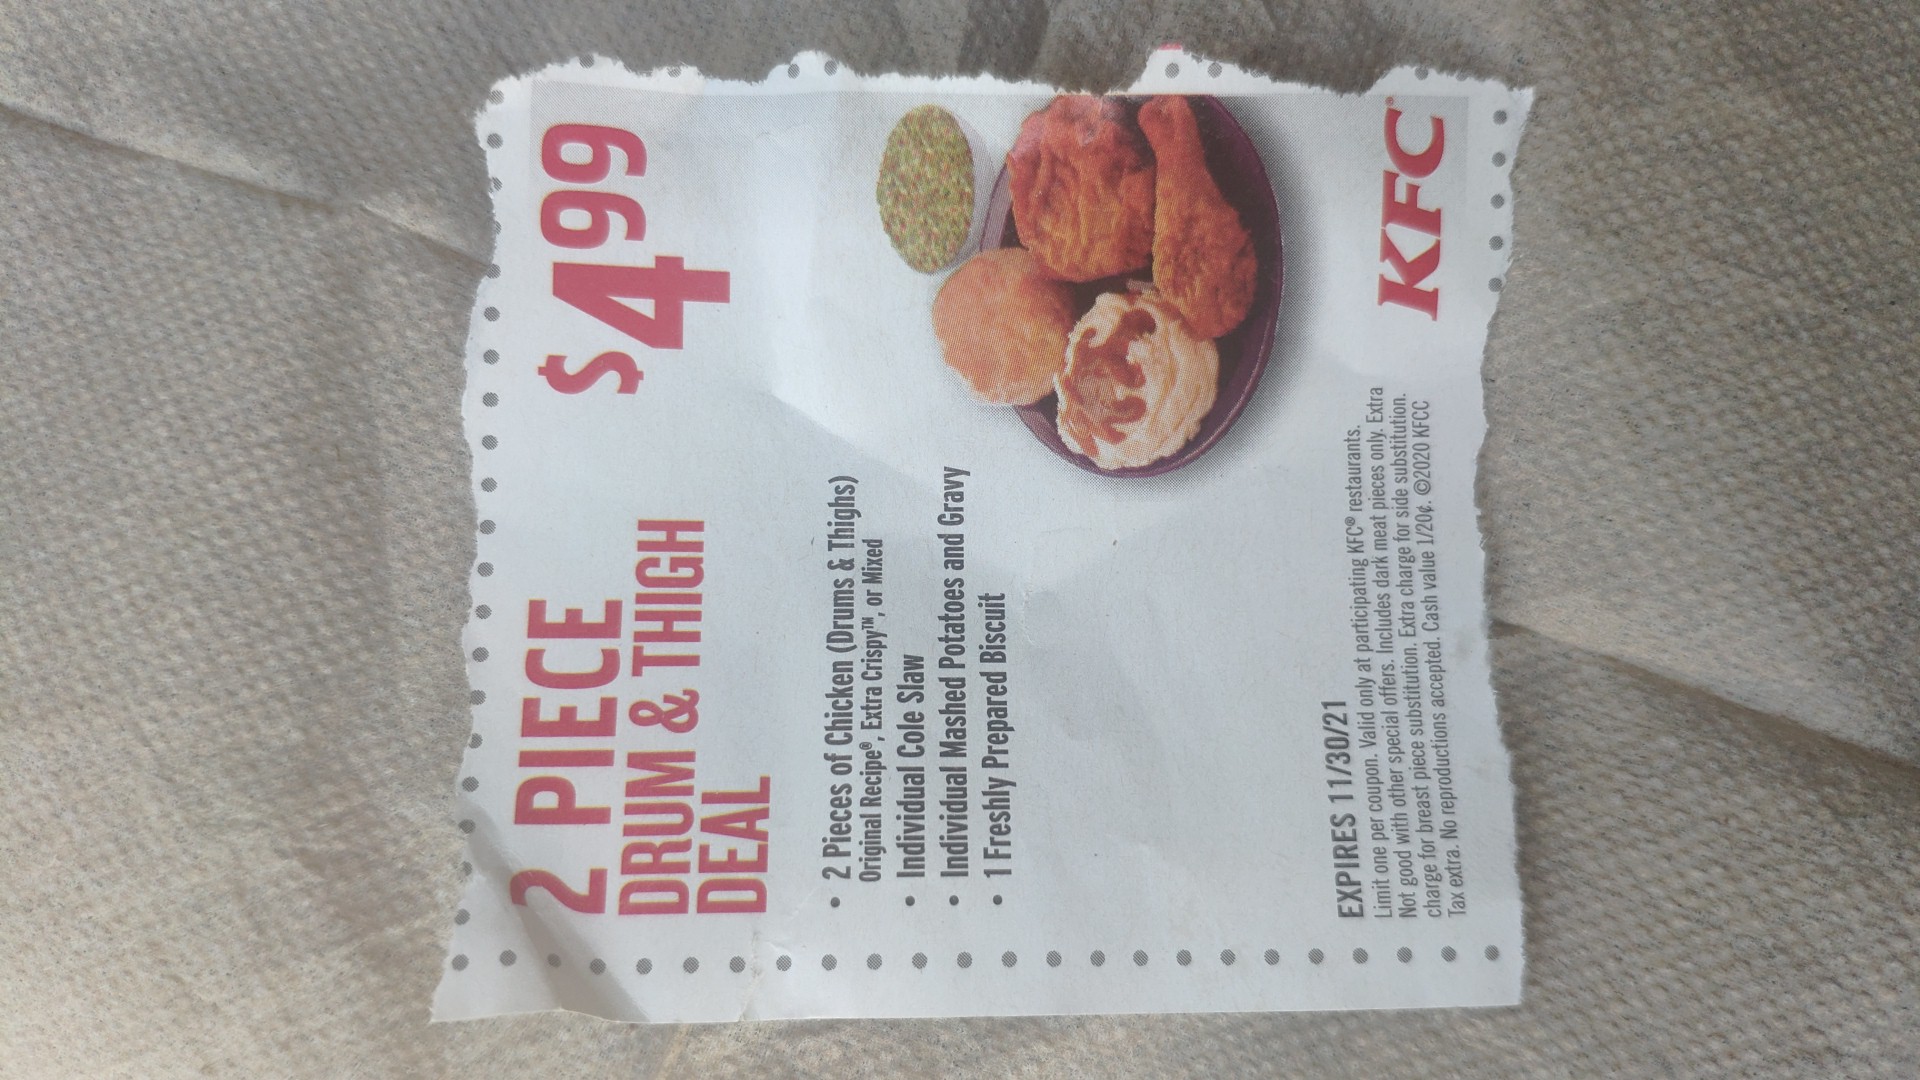 2 PIECE
DRUM & THIGH
DEAL
$499
• 2 Pieces of Chicken (Drums & Thighs)
Original Recipe®, Extra Crispy™, or Mixed
• Individual Cole Slaw
• Individual Mashed Potatoes and Gravy
• 1 Freshly Prepared Biscuit
EXPIRES 11/30/21
Limit one per coupon. Valid only at participating KFC® restaurants.
Not good with other special offers. Includes dark meat pieces only. Extra
charge for breast piece substitution. Extra charge for side substitution.
Tax extra. No reproductions accepted. Cash value 1/20¢. ©2020 KFCC
KFC®